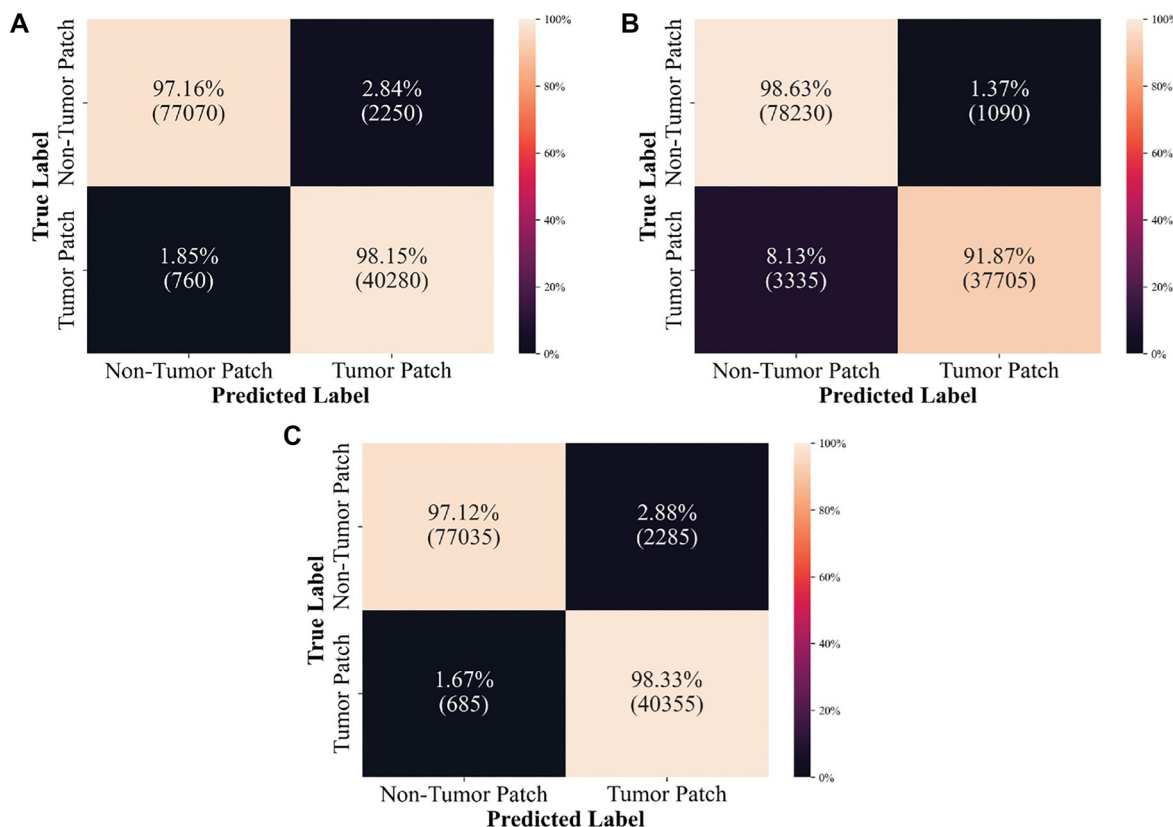 A
True Label
Non-Tumor Patch
Tumor Patch
97.16%
(77070)
2.84%
(2250)
1.85%
(760)
98.15%
(40280)
Non-Tumor Patch
Tumor Patch
Predicted Label
100%
80%
60%
40%
20%
0%
B
True Label
Non-Tumor Patch
Tumor Patch
98.63%
(78230)
1.37%
(1090)
8.13%
(3335)
91.87%
(37705)
Non-Tumor Patch
Tumor Patch
Predicted Label
100%
80%
60%
40%
20%
0%
C
True Label
Non-Tumor Patch
Tumor Patch
97.12%
(77035)
2.88%
(2285)
1.67%
(685)
98.33%
(40355)
Non-Tumor Patch
Tumor Patch
Predicted Label
100%
80%
60%
40%
20%
0%